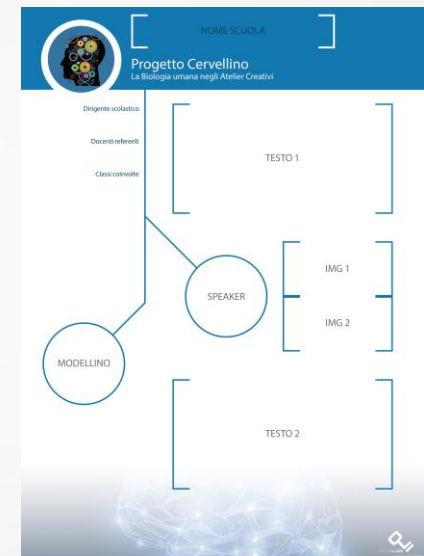 NOME SCUOLA
Progetto Cervellino
La Biologia umana negli Atelier Creativi
Dirigente scolastico
Docenti referenti
Classi coinvolte
TESTO 1
SPEAKER
IMG 1
IMG 2
MODELLINO
TESTO 2